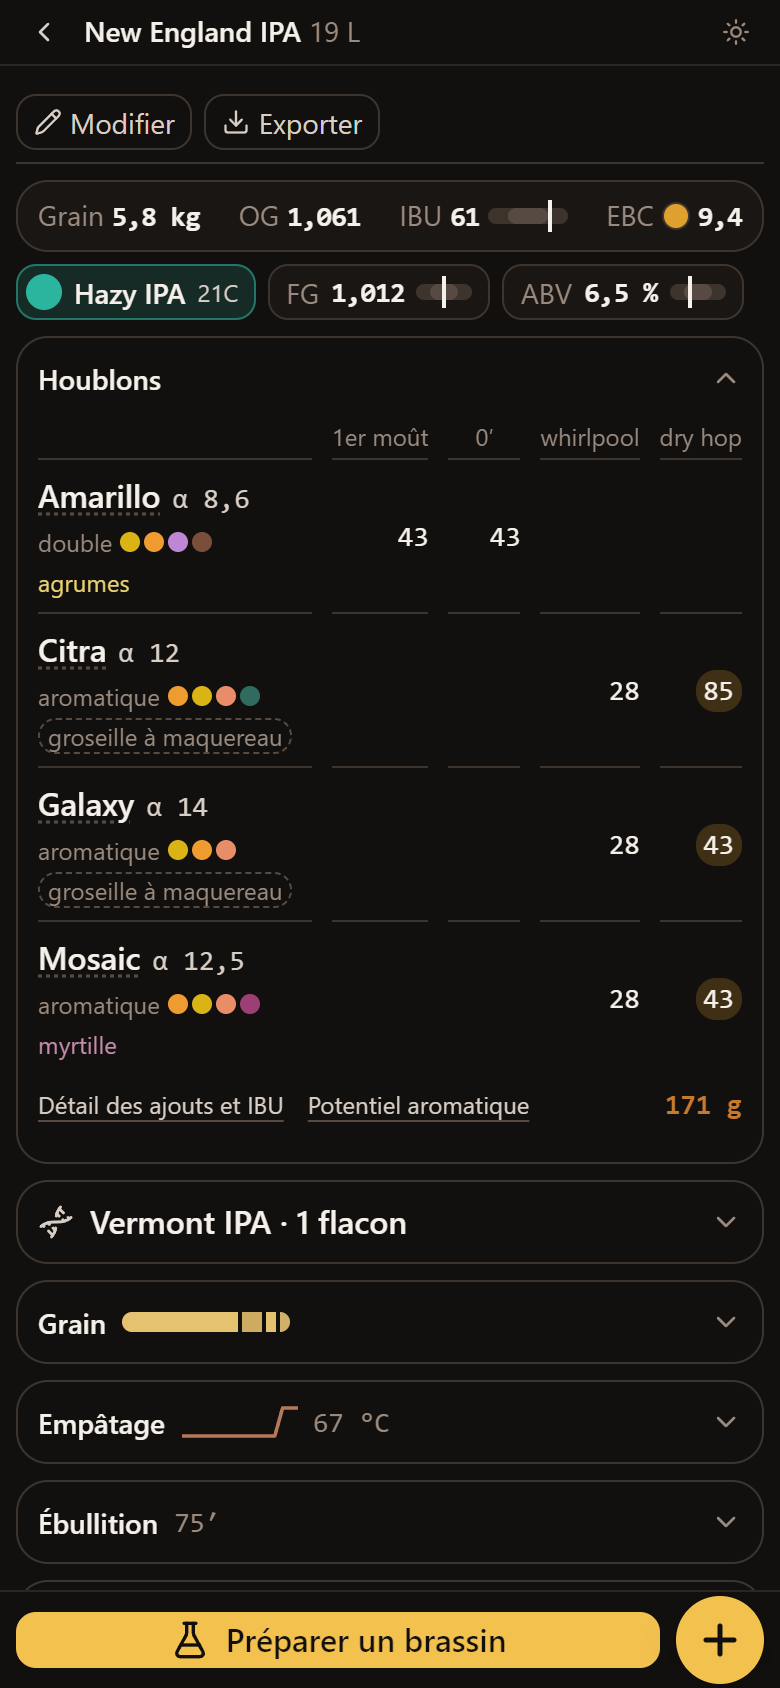 New England IPA 19 L
Modifier Exporter
Grain 5,8 kg OG 1,061 IBU 61 EBC 9,4
Hazy IPA 21C FG 1,012 ABV 6,5 %
Houblons
1er moût 0′ whirlpool dry hop
Amarillo α 8,6
double 43 43
agrumes
Citra α 12
aromatique 28 85
groseille à maquereau
Galaxy α 14
aromatique 28 43
groseille à maquereau
Mosaic α 12,5
aromatique 28 43
myrtille
Détail des ajouts et IBU Potentiel aromatique 171 g
Vermont IPA · 1 flacon
Grain
Empâtage 67 °C
Ébullition 75′
Préparer un brassin